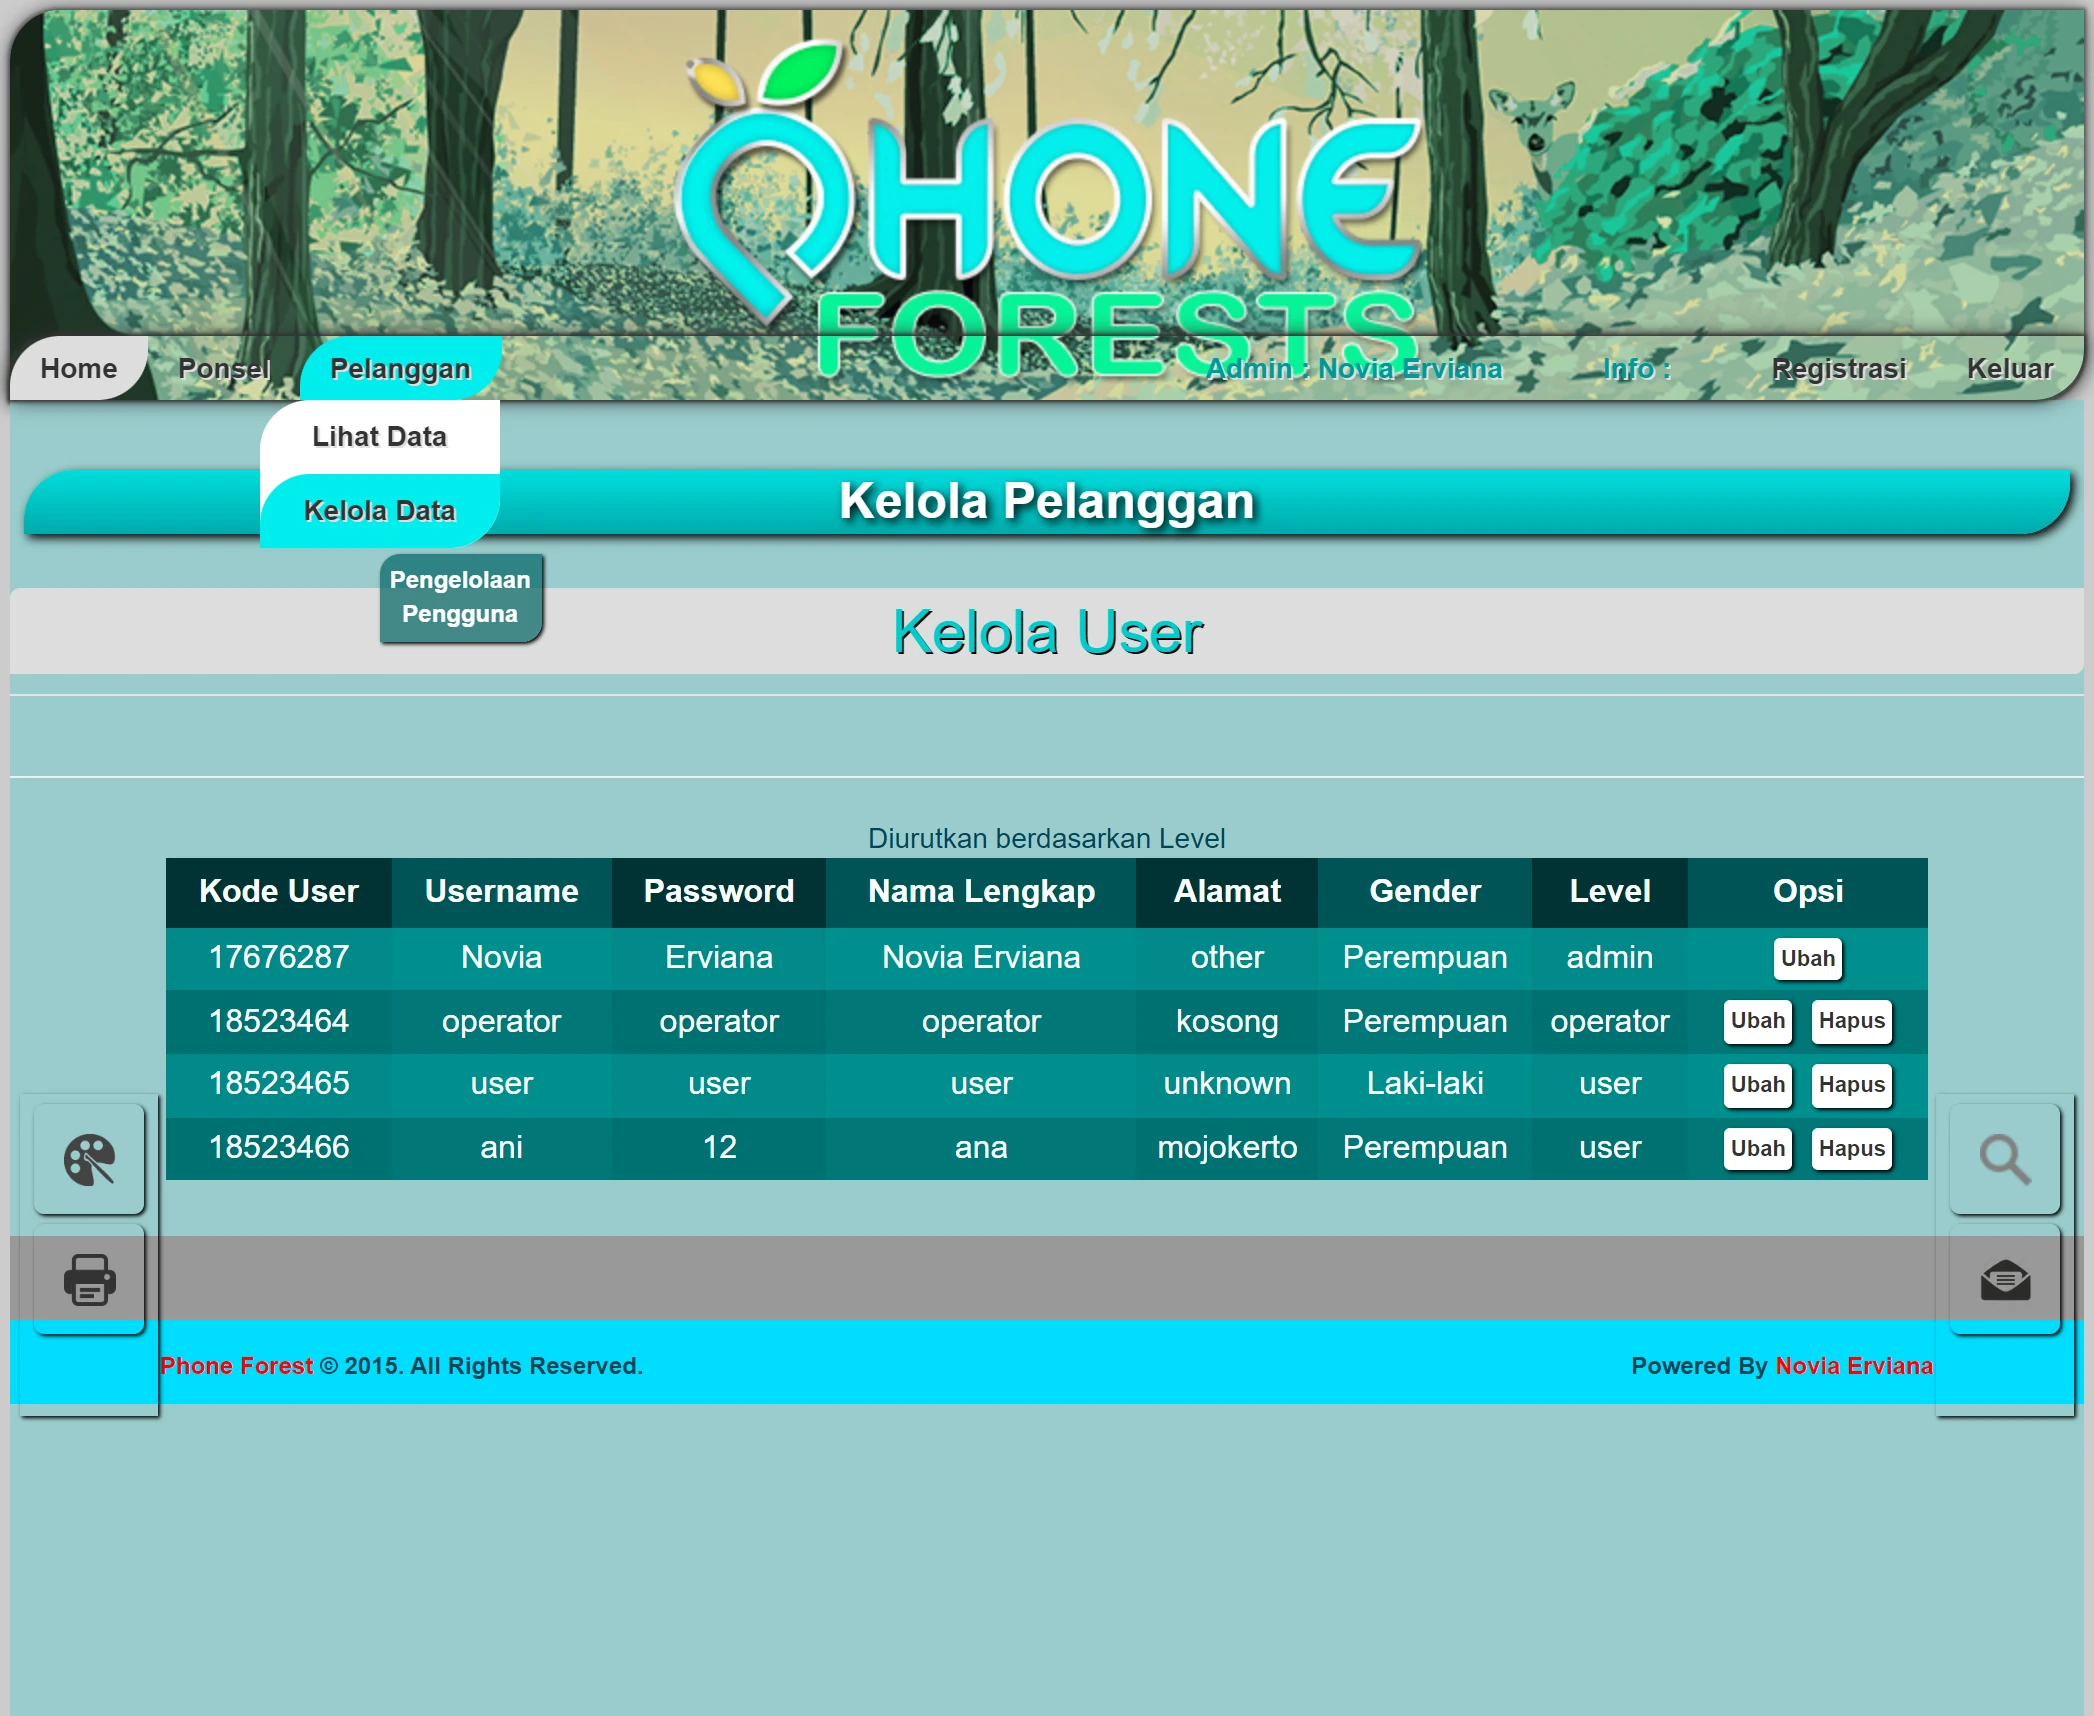 PHONE
FORESTS
Home Ponsel Pelanggan Admin : Novia Erviana Info : Registrasi Keluar
Lihat Data
Kelola Data
Kelola Pelanggan
Pengelolaan
Pengguna
Kelola User
Diurutkan berdasarkan Level
Kode User Username Password Nama Lengkap Alamat Gender Level Opsi
17676287 Novia Erviana Novia Erviana other Perempuan admin Ubah
18523464 operator operator operator kosong Perempuan operator Ubah Hapus
18523465 user user user unknown Laki-laki user Ubah Hapus
18523466 ani 12 ana mojokerto Perempuan user Ubah Hapus
Phone Forest © 2015. All Rights Reserved. Powered By Novia Erviana